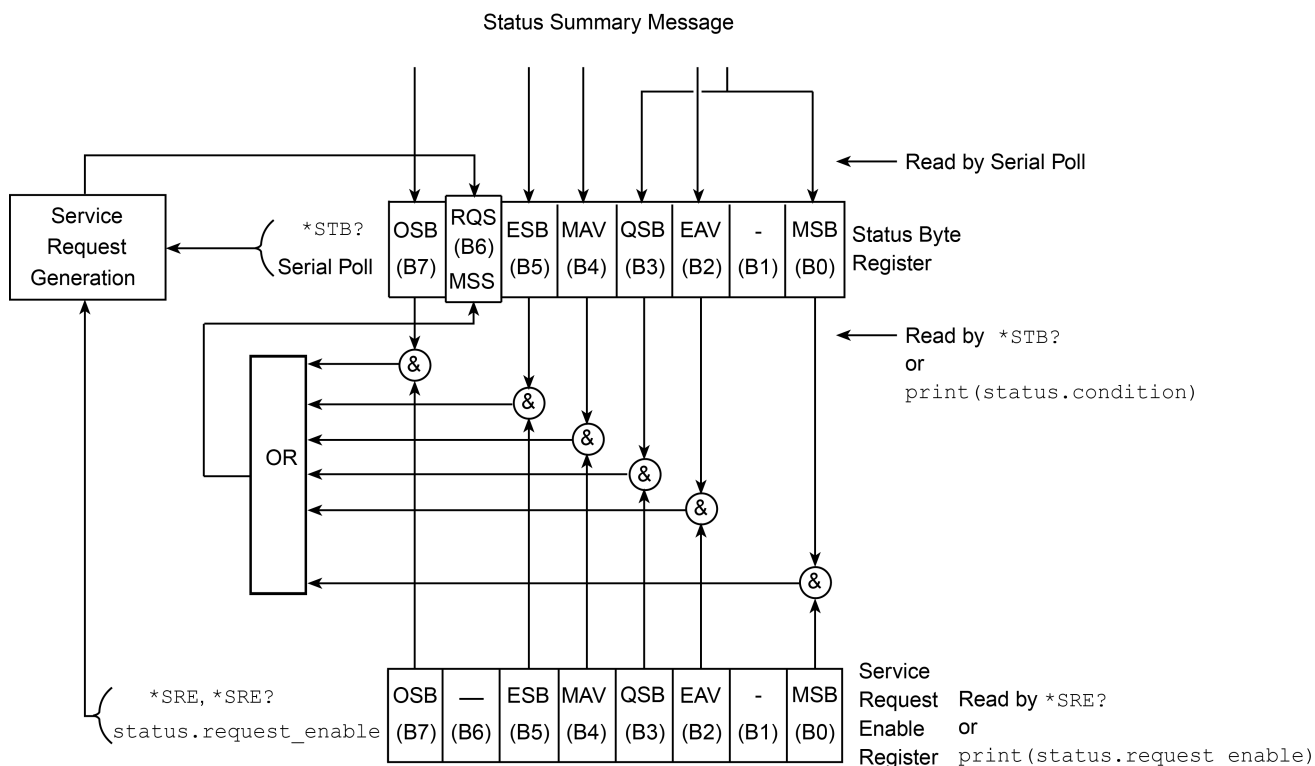 Status Summary Message
Read by Serial Poll
Service
Request
Generation
*STB?
Serial Poll
OSB
(B7)
RQS
(B6)
MSS
ESB
(B5)
MAV
(B4)
QSB
(B3)
EAV
(B2)
-
(B1)
MSB
(B0)
Status Byte
Register
Read by *STB?
or
print(status.condition)
&
&
&
&
&
&
OR
*SRE, *SRE?
status.request_enable
OSB
(B7)
—
(B6)
ESB
(B5)
MAV
(B4)
QSB
(B3)
EAV
(B2)
-
(B1)
MSB
(B0)
Service
Request
Enable
Register
Read by *SRE?
or
print(status.request enable)